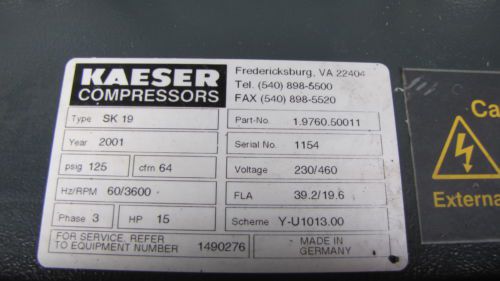 KAESER
COMPRESSORS
Fredericksburg, VA 22404
Tel. (540) 898-5500
FAX (540) 898-5520
Type SK 19
Part-No. 1.9760.50011
Year 2001
Serial No. 1154
psig 125 cfm 64
Voltage 230/460
Hz/RPM 60/3600
FLA 39.2/19.6
Phase 3 HP 15
Scheme Y-U1013.00
FOR SERVICE, REFER
TO EQUIPMENT NUMBER 1490276
MADE IN
GERMANY
Ca
Externa